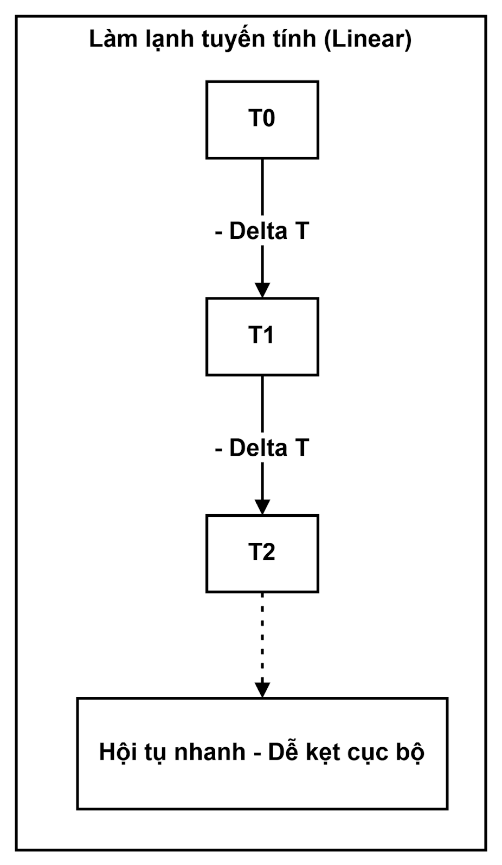 Làm lạnh tuyến tính (Linear)
T0
- Delta T
T1
- Delta T
T2
Hội tụ nhanh - Dễ kẹt cục bộ